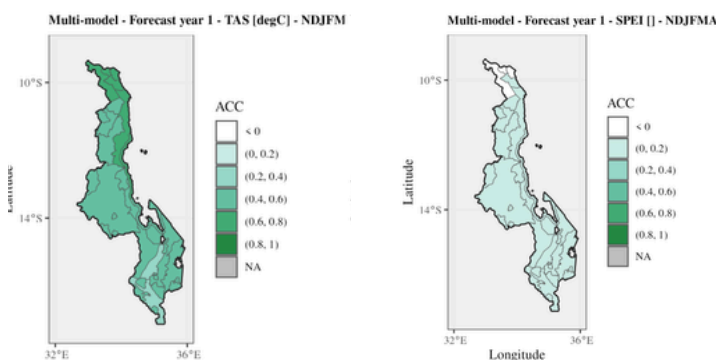 Multi-model - Forecast year 1 - TAS [degC] - NDJFM
10°S
14°S
32°E
36°E
ACC
< 0
(0, 0.2)
(0.2, 0.4)
(0.4, 0.6)
(0.6, 0.8)
(0.8, 1)
NA
Multi-model - Forecast year 1 - SPEI [] - NDJFMA
Latitude
10°S
14°S
32°E
36°E
Longitude
ACC
< 0
(0, 0.2)
(0.2, 0.4)
(0.4, 0.6)
(0.6, 0.8)
(0.8, 1)
NA